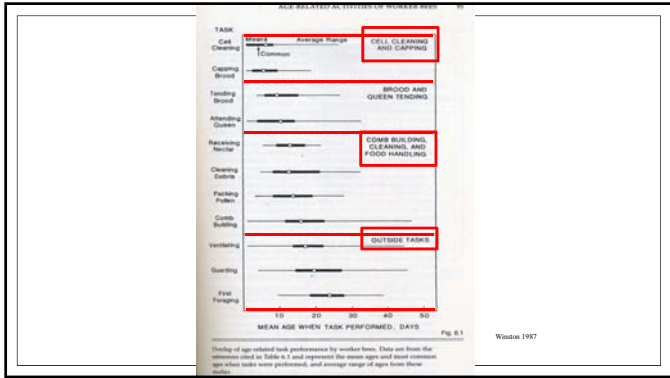 AGE-RELATED ACTIVITIES OF WORKER BEES 93
TASK
Cell
Cleaning
Means
Average Range
Common
CELL CLEANING
AND CAPPING
Capping
Brood
Tending
Brood
BROOD AND
QUEEN TENDING
Attending
Queen
Receiving
Nectar
COMB BUILDING,
CLEANING, AND
FOOD HANDLING
Cleaning
Debris
Packing
Pollen
Comb
Building
Ventilating
OUTSIDE TASKS
Guarding
First
Foraging
10 20 30 40 50
MEAN AGE WHEN TASK PERFORMED, DAYS
Fig. 6.1
Winston 1987
Overlap of age-related task performance by worker bees. Data are from the
references cited in Table 6.1 and represent the mean ages and most common
ages when tasks were performed, and average range of ages from these
studies.